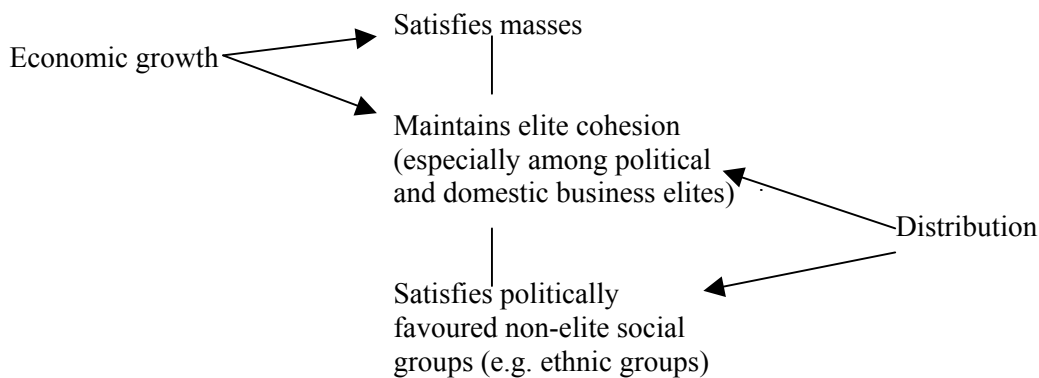 Satisfies masses
Economic growth
Maintains elite cohesion
(especially among political
and domestic business elites)
Distribution
Satisfies politically
favoured non-elite social
groups (e.g. ethnic groups)